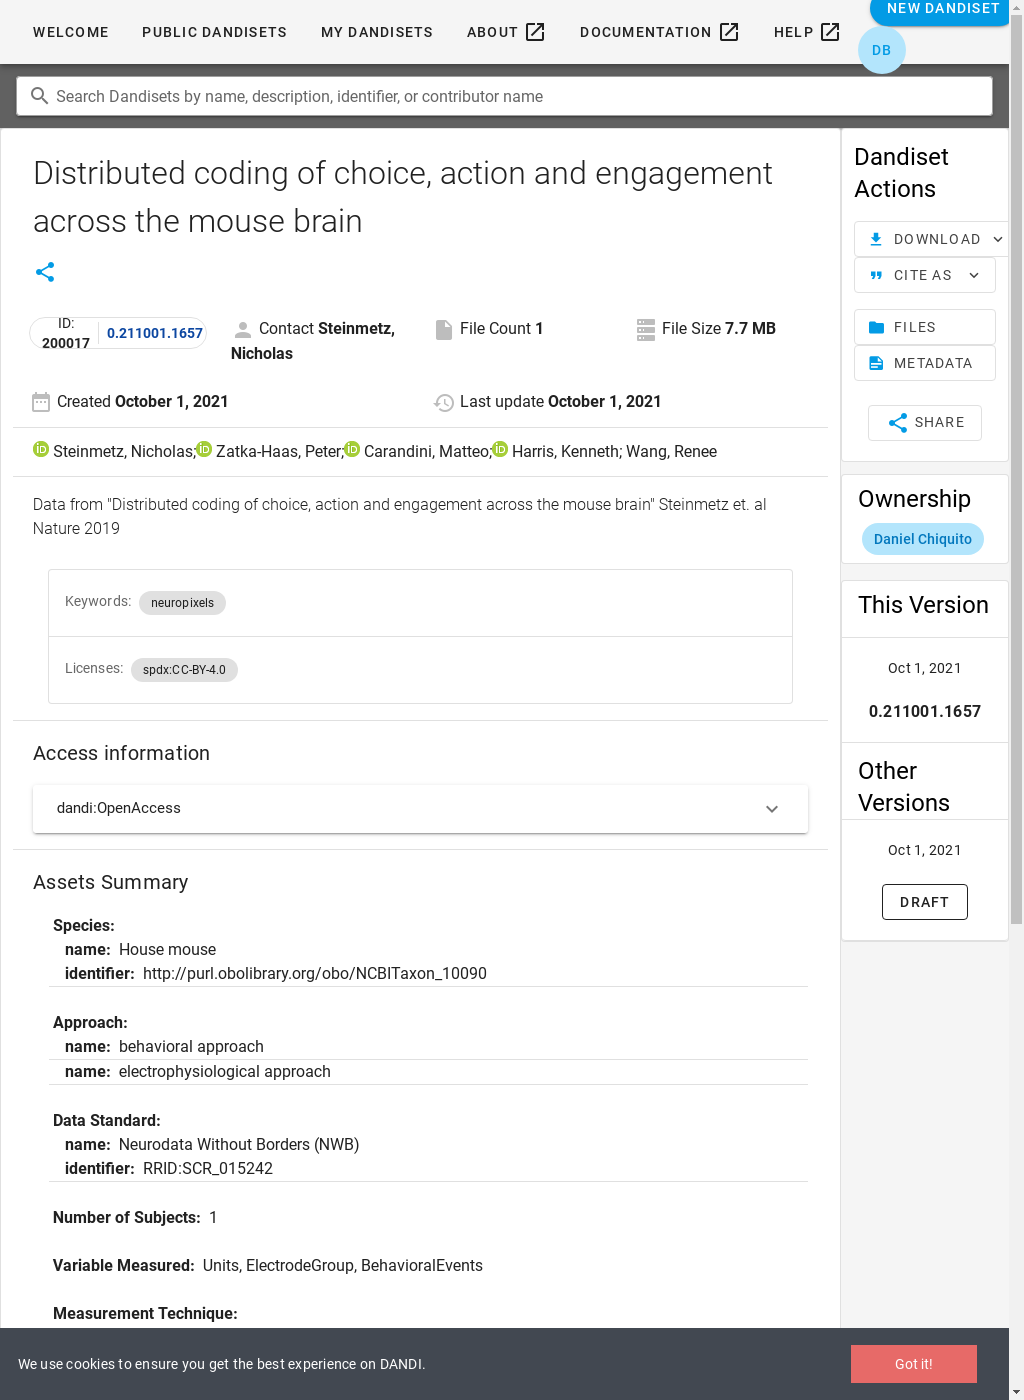 WELCOME
PUBLIC DANDISETS
MY DANDISETS
ABOUT
DOCUMENTATION
HELP
NEW DANDISET
DB
Search Dandisets by name, description, identifier, or contributor name
Distributed coding of choice, action and engagement
across the mouse brain
ID:
200017
0.211001.1657
Contact Steinmetz,
Nicholas
File Count 1
File Size 7.7 MB
Created October 1, 2021
Last update October 1, 2021
iD Steinmetz, Nicholas; iD Zatka-Haas, Peter; iD Carandini, Matteo; iD Harris, Kenneth; Wang, Renee
Data from "Distributed coding of choice, action and engagement across the mouse brain" Steinmetz et. al
Nature 2019
Keywords: neuropixels
Licenses: spdx:CC-BY-4.0
Access information
dandi:OpenAccess
Assets Summary
Species:
name: House mouse
identifier: http://purl.obolibrary.org/obo/NCBITaxon_10090
Approach:
name: behavioral approach
name: electrophysiological approach
Data Standard:
name: Neurodata Without Borders (NWB)
identifier: RRID:SCR_015242
Number of Subjects: 1
Variable Measured: Units, ElectrodeGroup, BehavioralEvents
Measurement Technique:
Dandiset
Actions
DOWNLOAD
CITE AS
FILES
METADATA
SHARE
Ownership
Daniel Chiquito
This Version
Oct 1, 2021
0.211001.1657
Other
Versions
Oct 1, 2021
DRAFT
We use cookies to ensure you get the best experience on DANDI.
Got it!